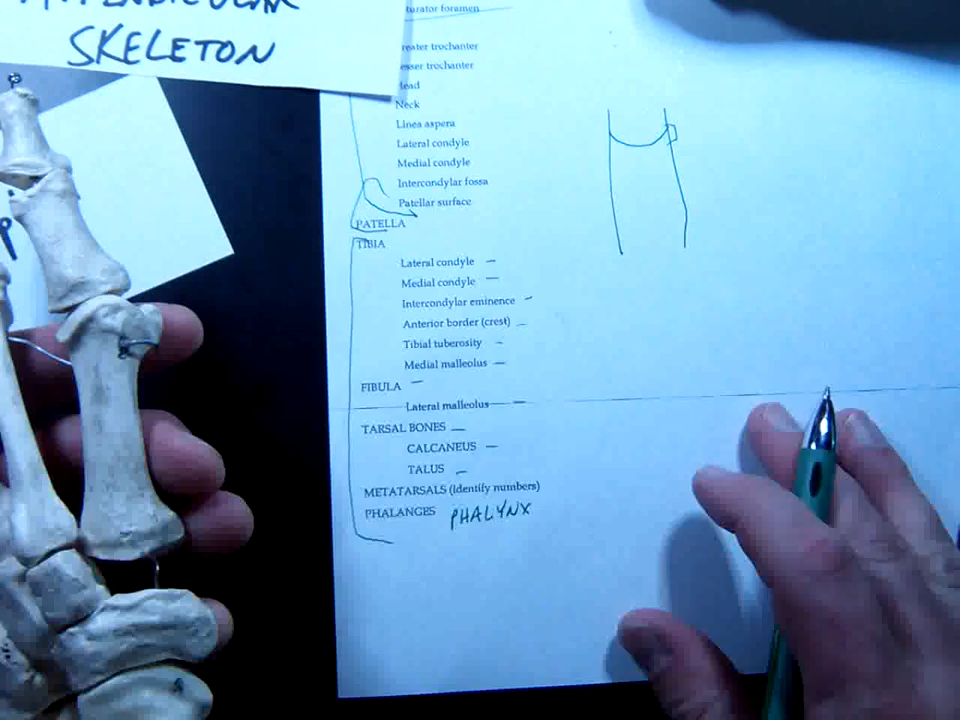 SKELETON
turator foramen
reater trochanter
esser trochanter
Head
Neck
Linea aspera
Lateral condyle
Medial condyle
Intercondylar fossa
Patellar surface
PATELLA
TIBIA
Lateral condyle –
Medial condyle –
Intercondylar eminence –
Anterior border (crest) –
Tibial tuberosity –
Medial malleolus –
FIBULA –
Lateral malleolus –
TARSAL BONES –
CALCANEUS –
TALUS –
METATARSALS (Identify numbers)
PHALANGES PHALYNX